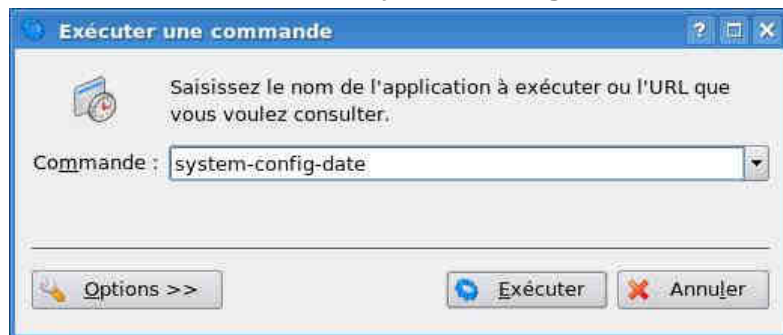 Exécuter une commande
Saisissez le nom de l'application à exécuter ou l'URL que
vous voulez consulter.
Commande : system-config-date
Options >> Exécuter Annuler